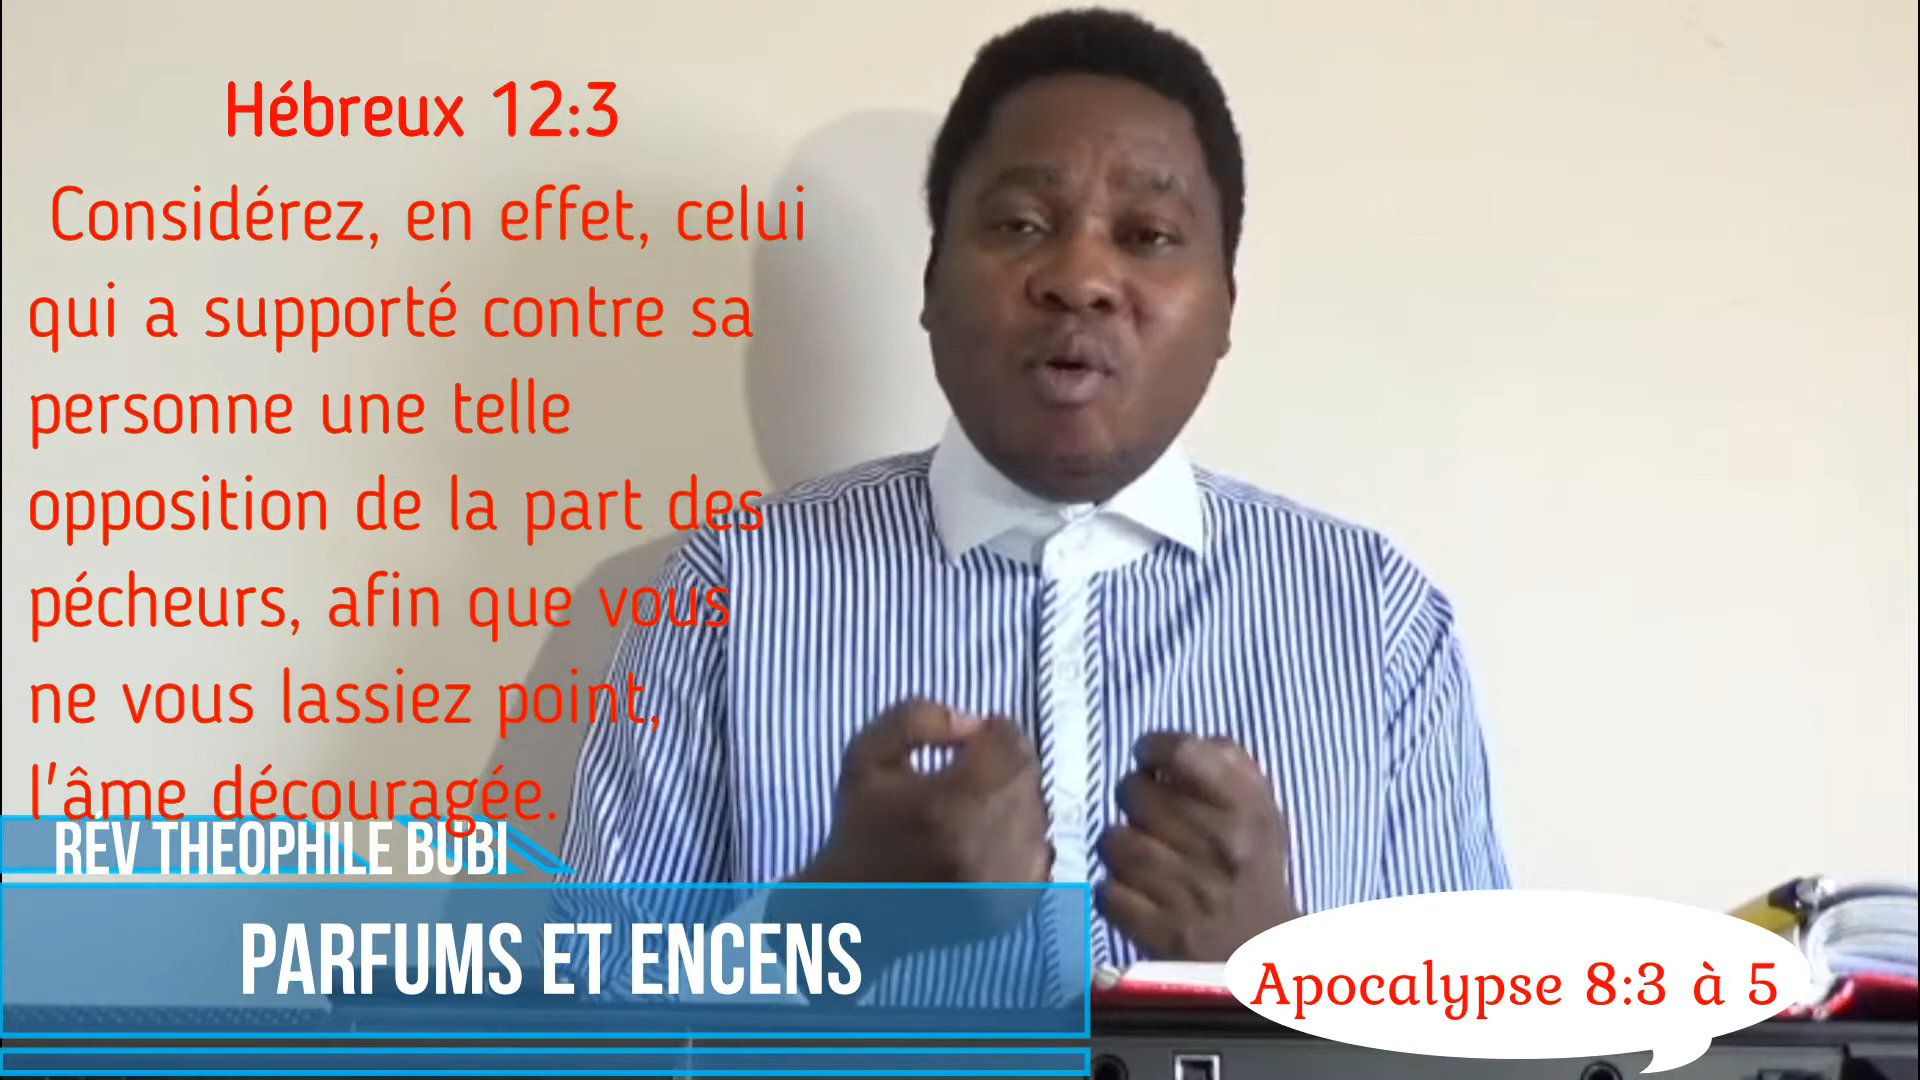 Hébreux 12:3
Considérez, en effet, celui
qui a supporté contre sa
personne une telle
opposition de la part des
pécheurs, afin que vous
ne vous lassiez point,
l'âme découragée.
RÉV THEOPHILE BUBI
PARFUMS ET ENCENS
Apocalypse 8:3 à 5